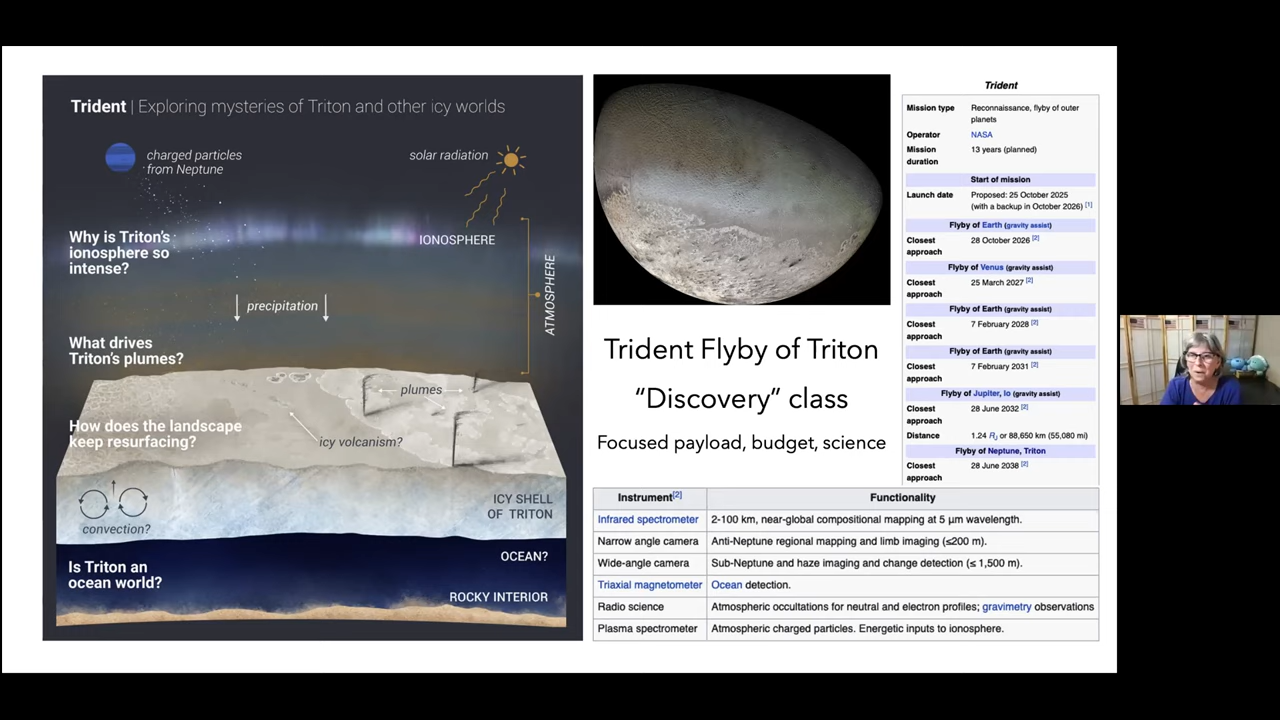 Trident | Exploring mysteries of Triton and other icy worlds
charged particles
from Neptune
solar radiation
Why is Triton's
ionosphere so
intense?
IONOSPHERE
precipitation
ATMOSPHERE
What drives
Triton's plumes?
plumes
How does the landscape
keep resurfacing?
icy volcanism?
convection?
ICY SHELL
OF TRITON
OCEAN?
Is Triton an
ocean world?
ROCKY INTERIOR
Trident Flyby of Triton
“Discovery” class
Focused payload, budget, science
Trident
Mission type Reconnaissance, flyby of outer
planets
Operator NASA
Mission 13 years (planned)
duration
Start of mission
Launch date Proposed: 25 October 2025
(with a backup in October 2026) [1]
Flyby of Earth (gravity assist)
Closest 28 October 2026 [2]
approach
Flyby of Venus (gravity assist)
Closest 25 March 2027 [2]
approach
Flyby of Earth (gravity assist)
Closest 7 February 2028 [2]
approach
Flyby of Earth (gravity assist)
Closest 7 February 2031 [2]
approach
Flyby of Jupiter, Io (gravity assist)
Closest 28 June 2032 [2]
approach
Distance 1.24 RJ or 88,650 km (55,080 mi)
Flyby of Neptune, Triton
Closest 28 June 2038 [2]
approach
Instrument[2] Functionality
Infrared spectrometer 2-100 km, near-global compositional mapping at 5 μm wavelength.
Narrow angle camera Anti-Neptune regional mapping and limb imaging (≤200 m).
Wide-angle camera Sub-Neptune and haze imaging and change detection (≤ 1,500 m).
Triaxial magnetometer Ocean detection.
Radio science Atmospheric occultations for neutral and electron profiles; gravimetry observations
Plasma spectrometer Atmospheric charged particles. Energetic inputs to ionosphere.